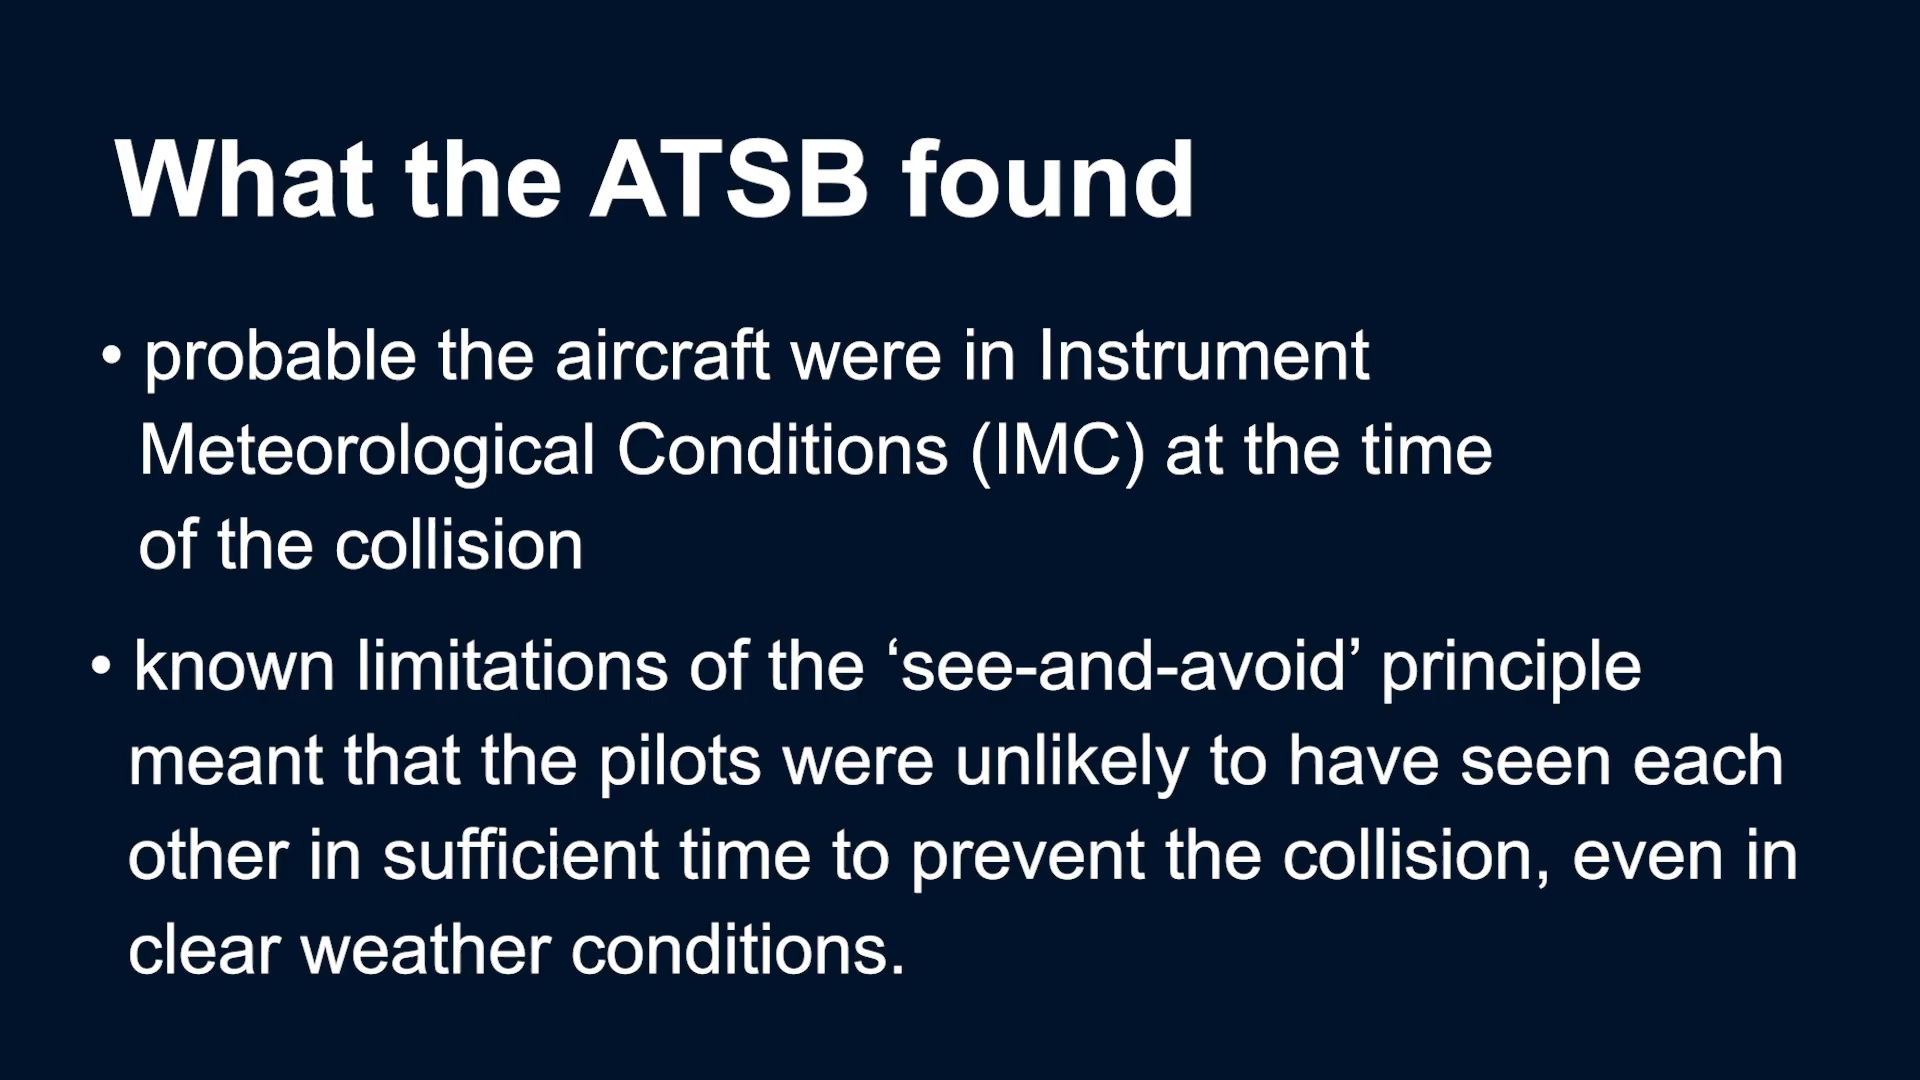 What the ATSB found
• probable the aircraft were in Instrument
Meteorological Conditions (IMC) at the time
of the collision
• known limitations of the ‘see-and-avoid’ principle
meant that the pilots were unlikely to have seen each
other in sufficient time to prevent the collision, even in
clear weather conditions.